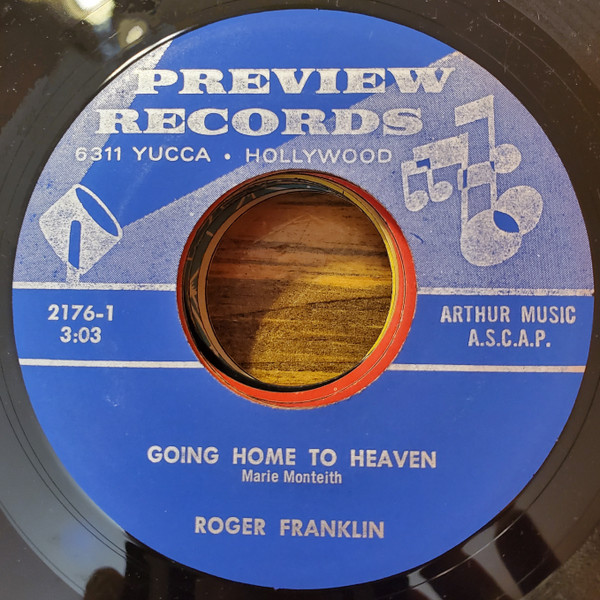 PREVIEW
RECORDS
6311 YUCCA • HOLLYWOOD
2176-1
3:03
ARTHUR MUSIC
A.S.C.A.P.
GOING HOME TO HEAVEN
Marie Monteith
ROGER FRANKLIN